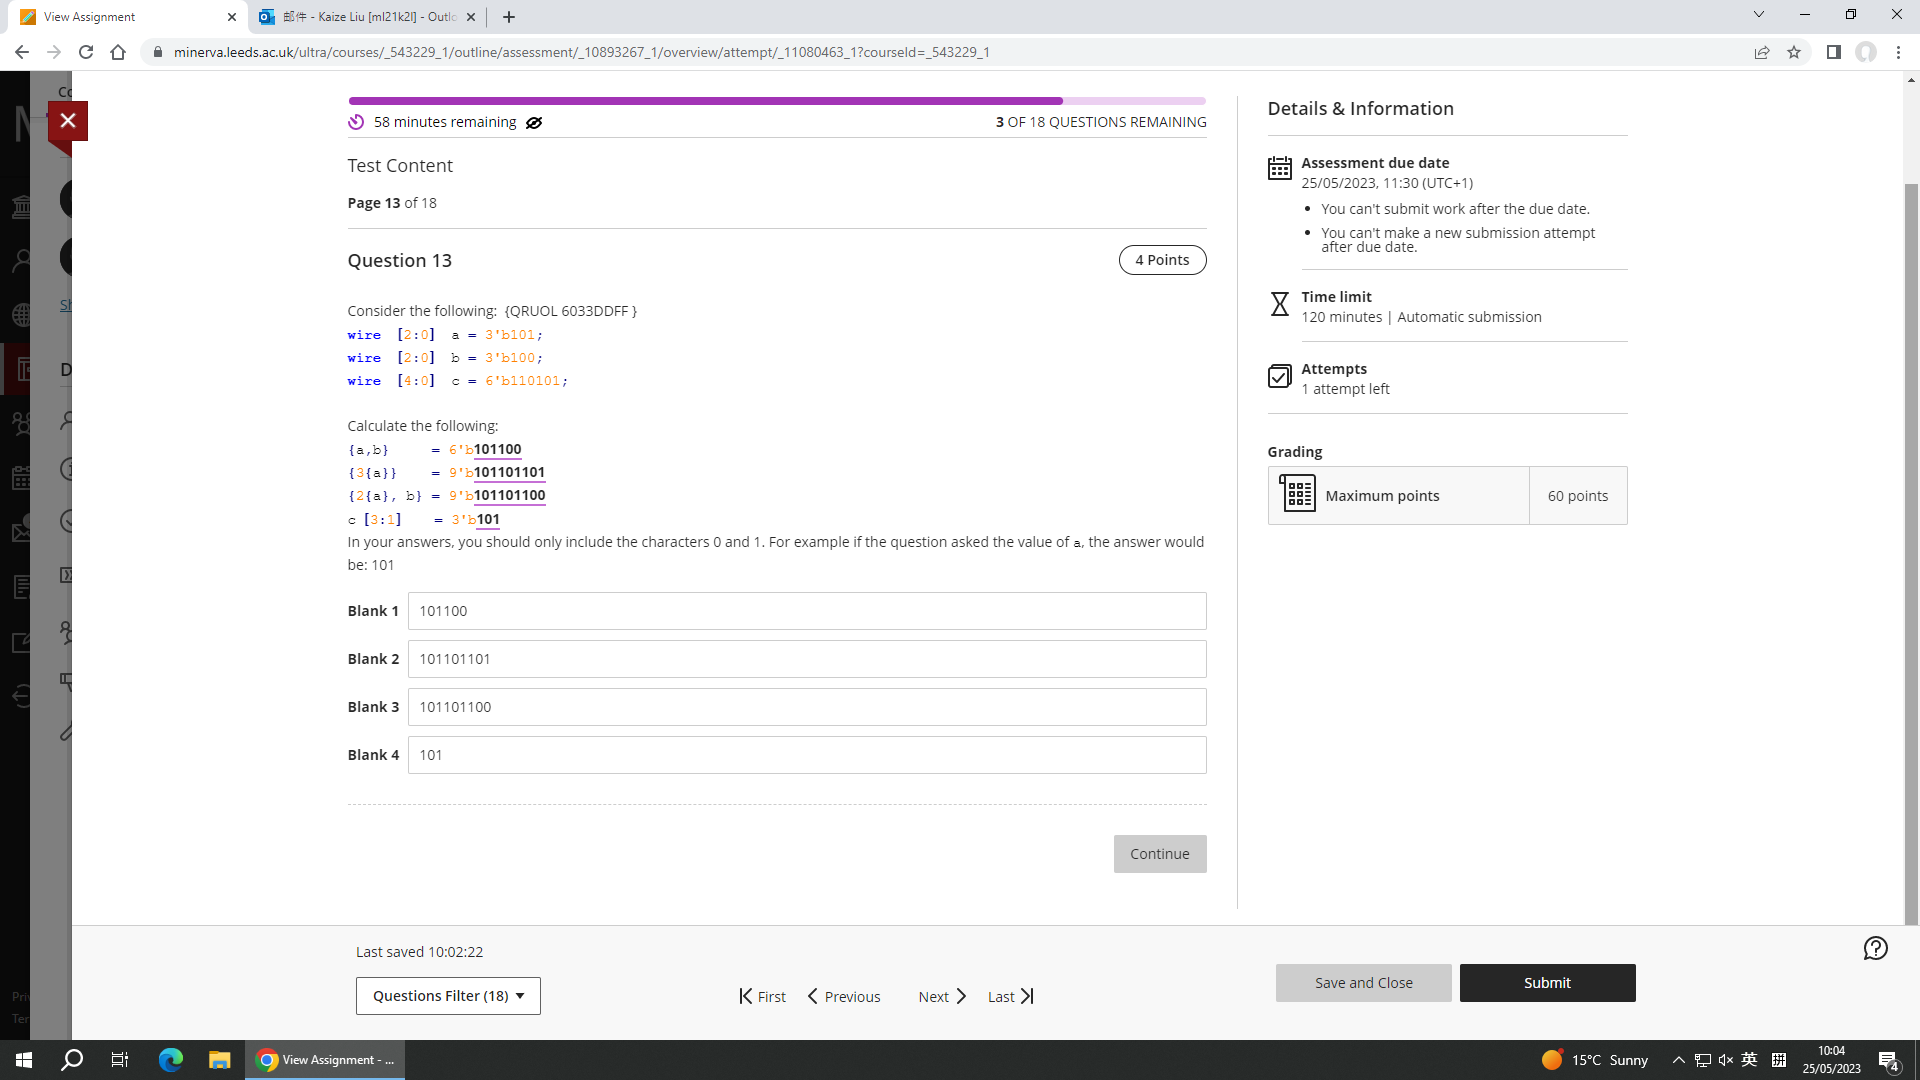 View Assignment
邮件 - Kaize Liu [ml21k2l] - Outlo
minerva.leeds.ac.uk/ultra/courses/_543229_1/outline/assessment/_10893267_1/overview/attempt/_11080463_1?courseId=_543229_1
58 minutes remaining
3 OF 18 QUESTIONS REMAINING
Test Content
Page 13 of 18
Question 13
4 Points
Consider the following: {QRUOL 6033DDFF }
wire [2:0] a = 3'b101;
wire [2:0] b = 3'b100;
wire [4:0] c = 6'b110101;
Calculate the following:
{a,b} = 6'b101100
{3{a}} = 9'b101101101
{2{a}, b} = 9'b101101100
c [3:1] = 3'b101
In your answers, you should only include the characters 0 and 1. For example if the question asked the value of a, the answer would
be: 101
Blank 1 101100
Blank 2 101101101
Blank 3 101101100
Blank 4 101
Continue
Details & Information
Assessment due date
25/05/2023, 11:30 (UTC+1)
• You can't submit work after the due date.
• You can't make a new submission attempt
after due date.
Time limit
120 minutes | Automatic submission
Attempts
1 attempt left
Grading
Maximum points 60 points
Last saved 10:02:22
Questions Filter (18)
First Previous Next Last
Save and Close
Submit
View Assignment - ...
15°C Sunny
英
拼
10:04
25/05/2023
4